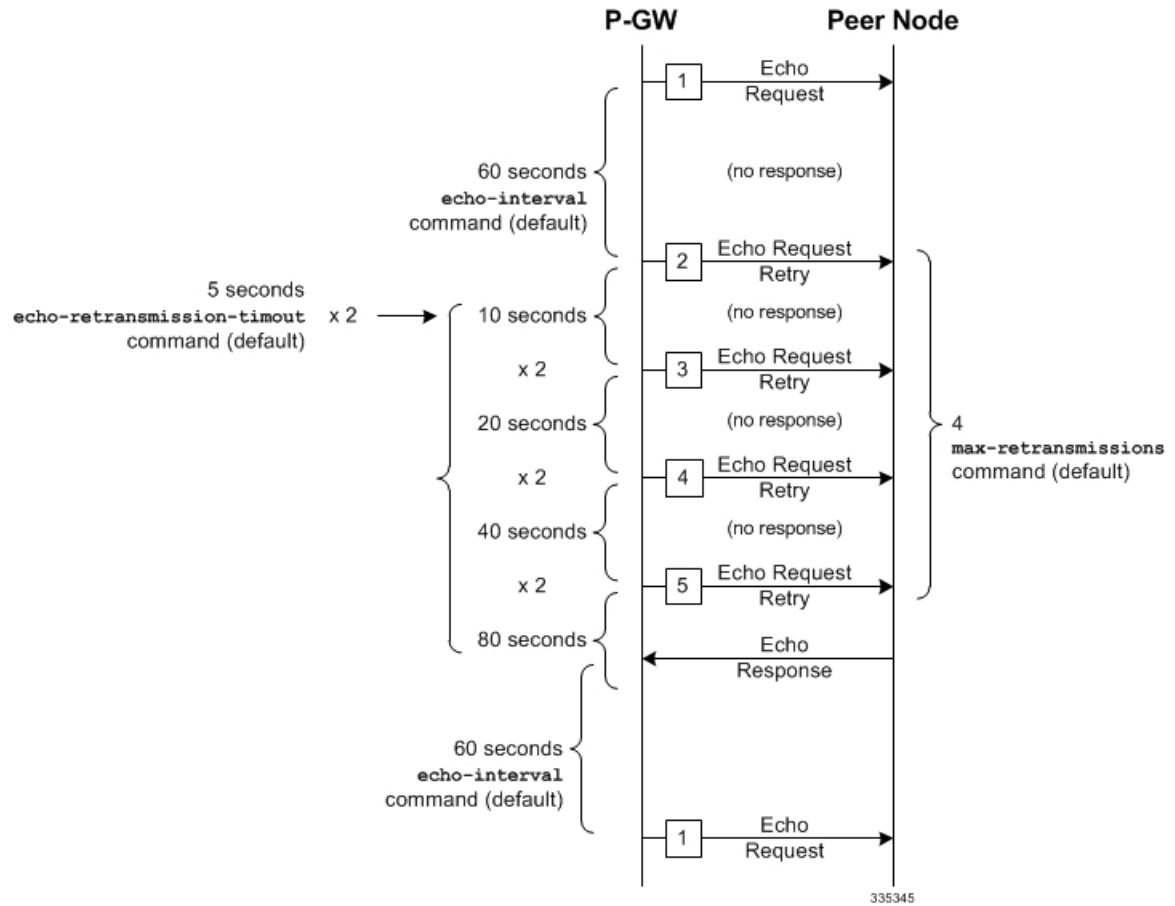 P-GW
Peer Node
1
Echo
Request
60 seconds
echo-interval
command (default)
(no response)
2
Echo Request
Retry
5 seconds
echo-retransmission-timout
command (default)
x 2
10 seconds
(no response)
x 2
3
Echo Request
Retry
20 seconds
(no response)
4
max-retransmissions
command (default)
x 2
4
Echo Request
Retry
40 seconds
(no response)
x 2
5
Echo Request
Retry
80 seconds
Echo
Response
60 seconds
echo-interval
command (default)
1
Echo
Request
335345